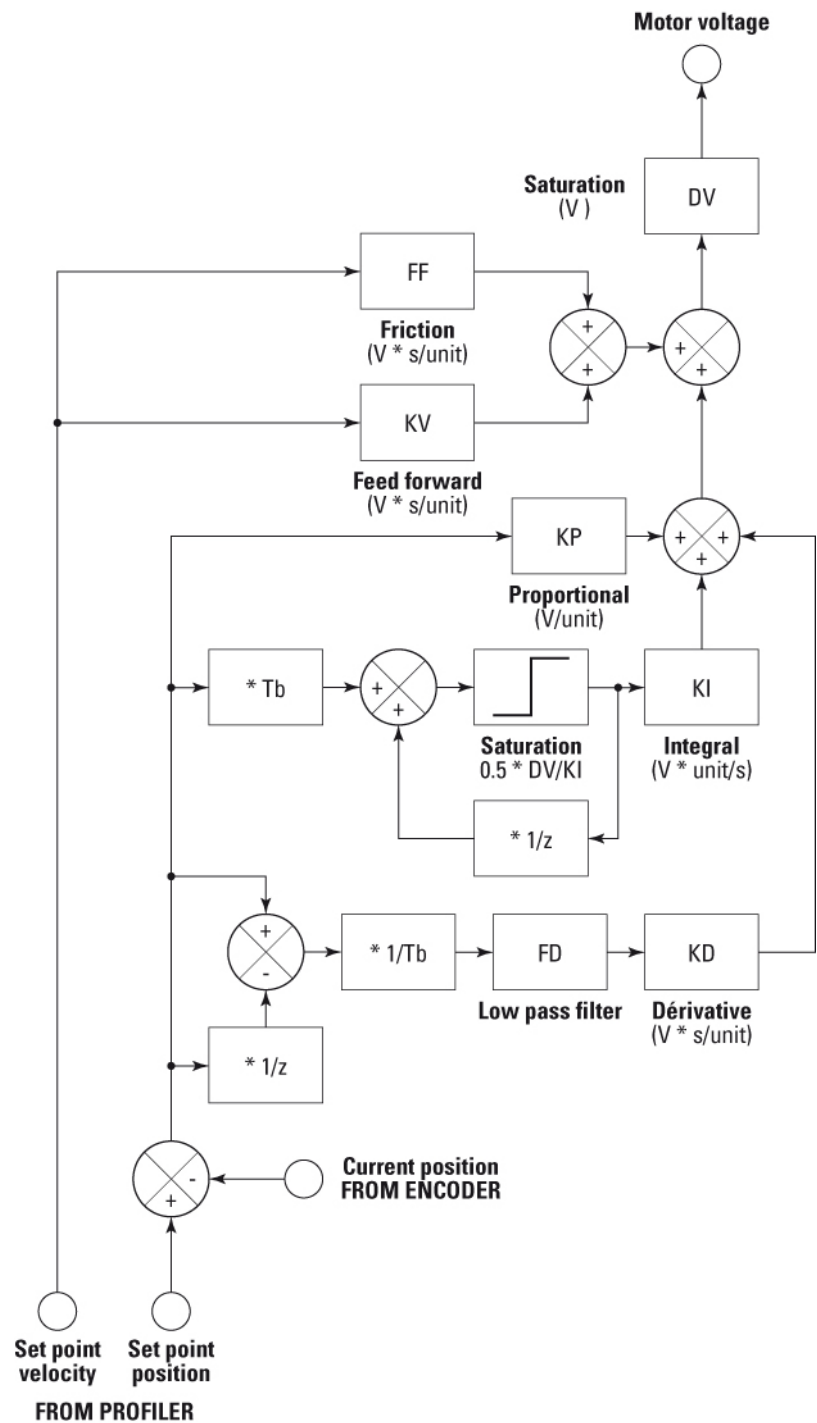 Motor voltage
Saturation
(V )
DV
FF
Friction
(V * s/unit)
+
+
+
+
KV
Feed forward
(V * s/unit)
KP
+
+
+
Proportional
(V/unit)
* Tb
+
+
Saturation
0.5 * DV/KI
KI
Integral
(V * unit/s)
* 1/z
+
-
* 1/Tb
FD
Low pass filter
KD
Dérivative
(V * s/unit)
* 1/z
-
+
Current position
FROM ENCODER
Set point
velocity
Set point
position
FROM PROFILER